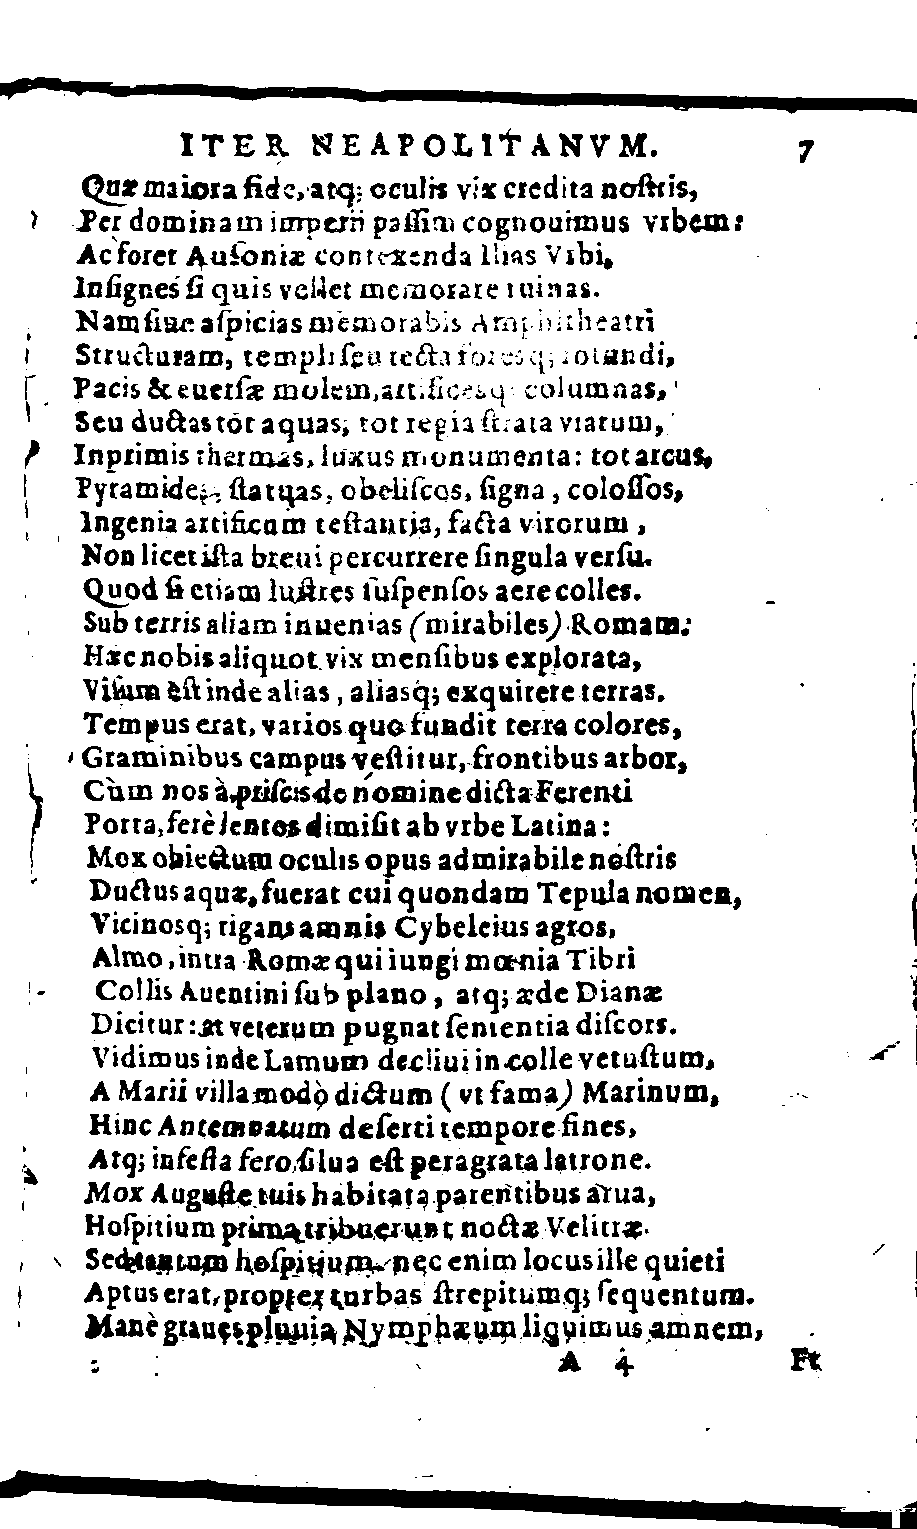 ITER NEAPOLITANVM. 7
Quæ maiora fide, atq; oculis vix credita noſtris,
Per dominam imperii paſſim cognouimus vrbem:
Ac foret Auſoniæ contexenda Ilias Vrbi,
Inſignes ſi quis vellet memorare ruinas.
Nam ſiue aſpicias memorabis Amphitheatri
Structuram, templi ſeu tecta foresq; rotundi,
Pacis & euerſæ molem, artificesq; columnas,
Seu ductas tot aquas, tot regia ſtrata viarum,
Inprimis thermas, luxus monumenta: tot arcus,
Pyramides, ſtatuas, obeliſcos, ſigna, coloſſos,
Ingenia artificum teſtantia, facta virorum,
Non licet iſta breui percurrere ſingula verſu.
Quod ſi etiam luſtres ſuſpenſos aere colles.
Sub terris aliam inuenias (mirabiles) Romam:
Hæc nobis aliquot vix menſibus explorata,
Viſum eſt inde alias, aliasq; exquirere terras.
Tempus erat, varios quo fundit terra colores,
Graminibus campus veſtitur, frontibus arbor,
Cùm nos à priſcis de nomine dicta Ferenti
Porta, ferè lentos dimiſit ab vrbe Latina:
Mox obiectum oculis opus admirabile noſtris
Ductus aquæ, fuerat cui quondam Tepula nomen,
Vicinosq; rigans amnis Cybeleius agros,
Almo, intra Romæ qui iungi mœnia Tibri
Collis Auentini ſub plano, atq; æde Dianæ
Dicitur: at veterum pugnat ſententia diſcors.
Vidimus inde Lamum decliui in colle vetuſtum,
A Marii villa modò dictum (vt fama) Marinum,
Hinc Antemnatum deſerti tempore fines,
Atq; infeſta fero ſilua eſt peragrata latrone.
Mox Auguſte tuis habitata parentibus arua,
Hoſpitium prima tribuerunt nocte Velitræ.
Sed tantum hoſpitium, nec enim locus ille quieti
Aptus erat, propter turbas ſtrepitumq; ſequentum.
Manè graues pluuia Nymphæum liquimus amnem,
A 4 Et